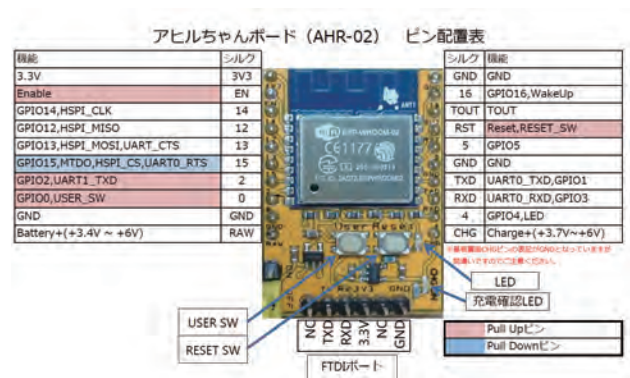 アヒルちゃんボード（AHR-02） ピン配置表
機能 シルク
3.3V 3V3
Enable EN
GPIO14,HSPI_CLK 14
GPIO12,HSPI_MISO 12
GPIO13,HSPI_MOSI,UART_CTS 13
GPIO15,MTDO,HSPI_CS,UART0_RTS 15
GPIO2,UART1_TXD 2
GPIO0,USER_SW 0
GND GND
Battery+(+3.4V ~ +6V) RAW
シルク 機能
GND GND
16 GPIO16,WakeUp
TOUT TOUT
RST Reset,RESET_SW
5 GPIO5
GND GND
TXD UART0_TXD,GPIO1
RXD UART0_RXD,GPIO3
4 GPIO4,LED
CHG Charge+(+3.7V~+6V)
ANT1
ESP-WROOM-02
CE1177
User Reset
Rev1
GND
OFF
LED
充電確認LED
USER SW
RESET SW
NC
TXD
RXD
3.3V
NC
GND
FTDIポート
Pull Upピン
Pull Downピン